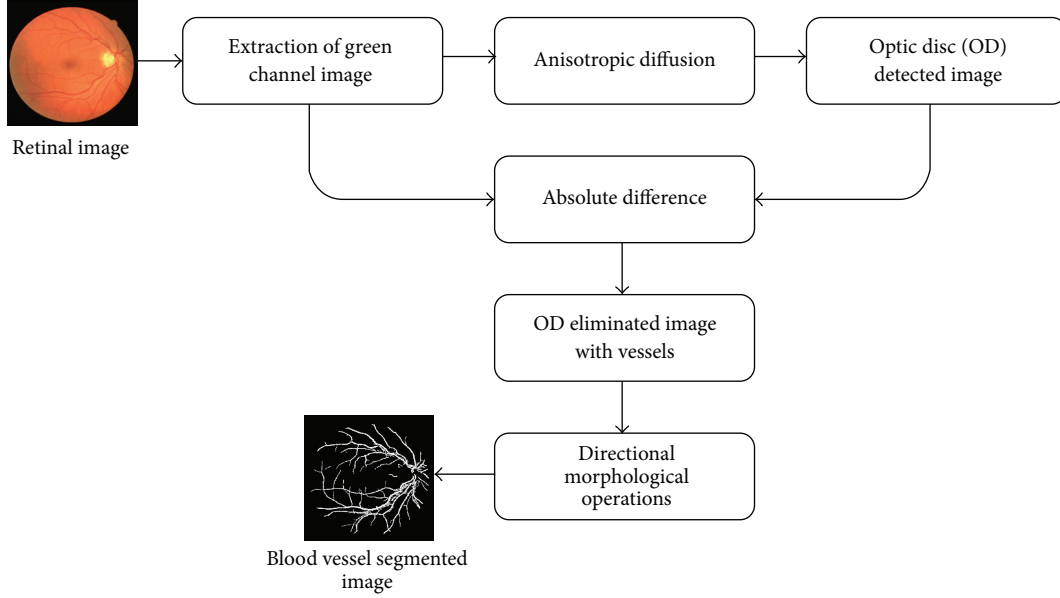 Retinal image
Extraction of green
channel image
Anisotropic diffusion
Optic disc (OD)
detected image
Absolute difference
OD eliminated image
with vessels
Directional
morphological
operations
Blood vessel segmented
image